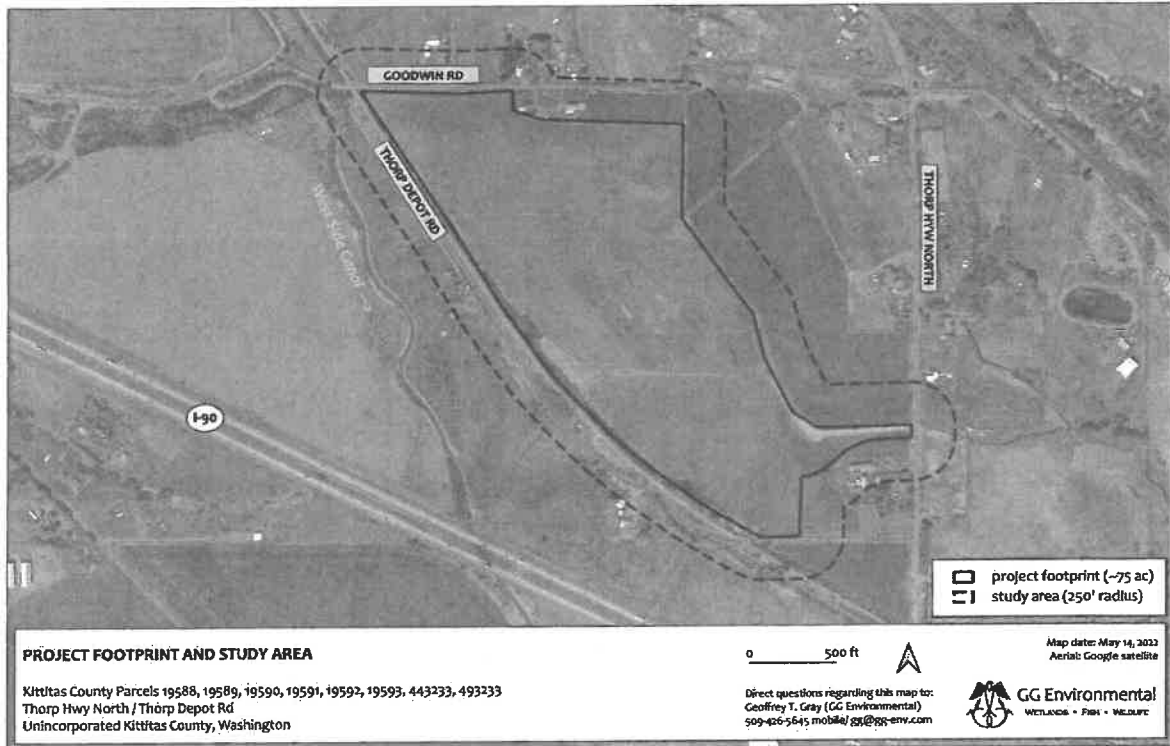 GOODWIN RD
THORP DEPOT RD
West Side Canal
THORP HYW NORTH
I-90
project footprint (~75 ac)
study area (250' radius)
PROJECT FOOTPRINT AND STUDY AREA
Kittitas County Parcels 19588, 19589, 19590, 19591, 19592, 19593, 443233, 493233
Thorp Hwy North / Thorp Depot Rd
Unincorporated Kittitas County, Washington
0 500 ft
Direct questions regarding this map to:
Geoffrey T. Gray (GG Environmental)
509-426-5645 mobile/ gg@gg-env.com
Map date: May 14, 2022
Aerial: Google satellite
GG Environmental
WETLANDS • FISH • WILDLIFE